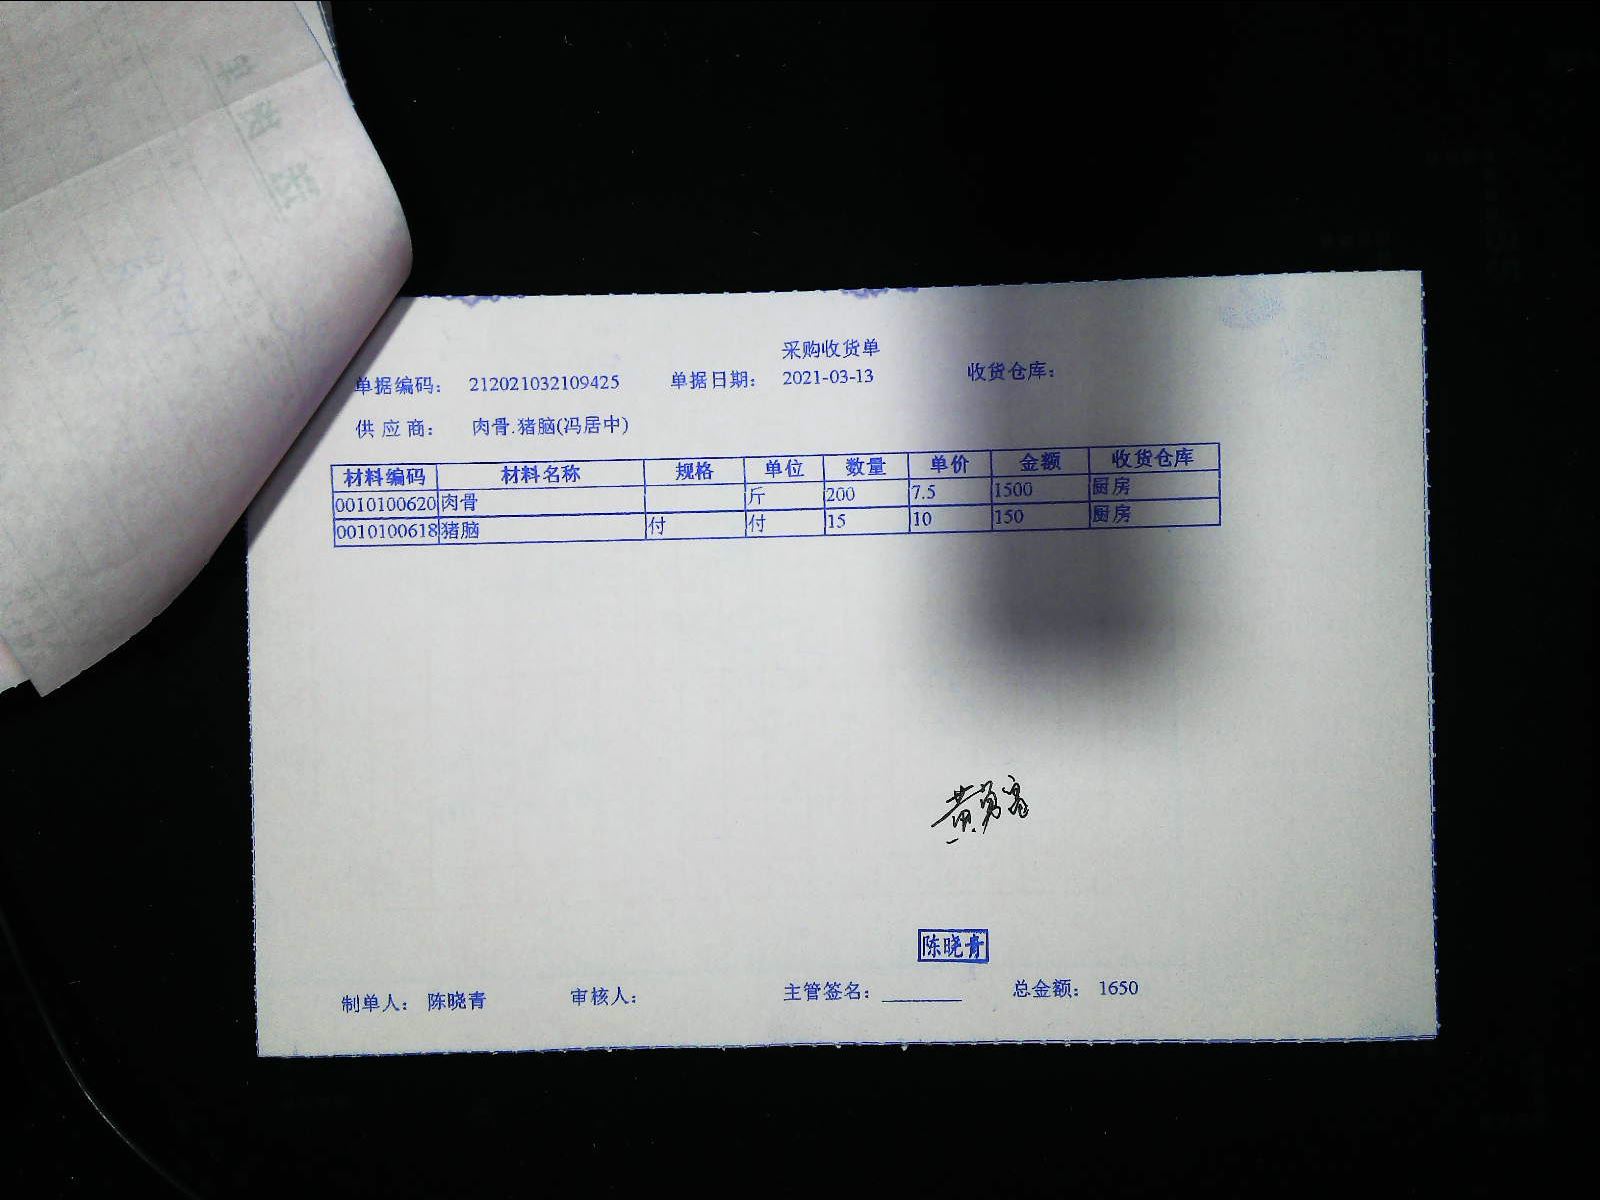 采购收货单
单据编码： 212021032109425 单据日期： 2021-03-13 收货仓库：
供应商： 肉骨.猪脑(冯居中)
材料编码 材料名称 规格 单位 数量 单价 金额 收货仓库
0010100620 肉骨 斤 200 7.5 1500 厨房
0010100618 猪脑 付 付 15 10 150 厨房
陈晓青
制单人： 陈晓青 审核人： 主管签名： ________ 总金额： 1650